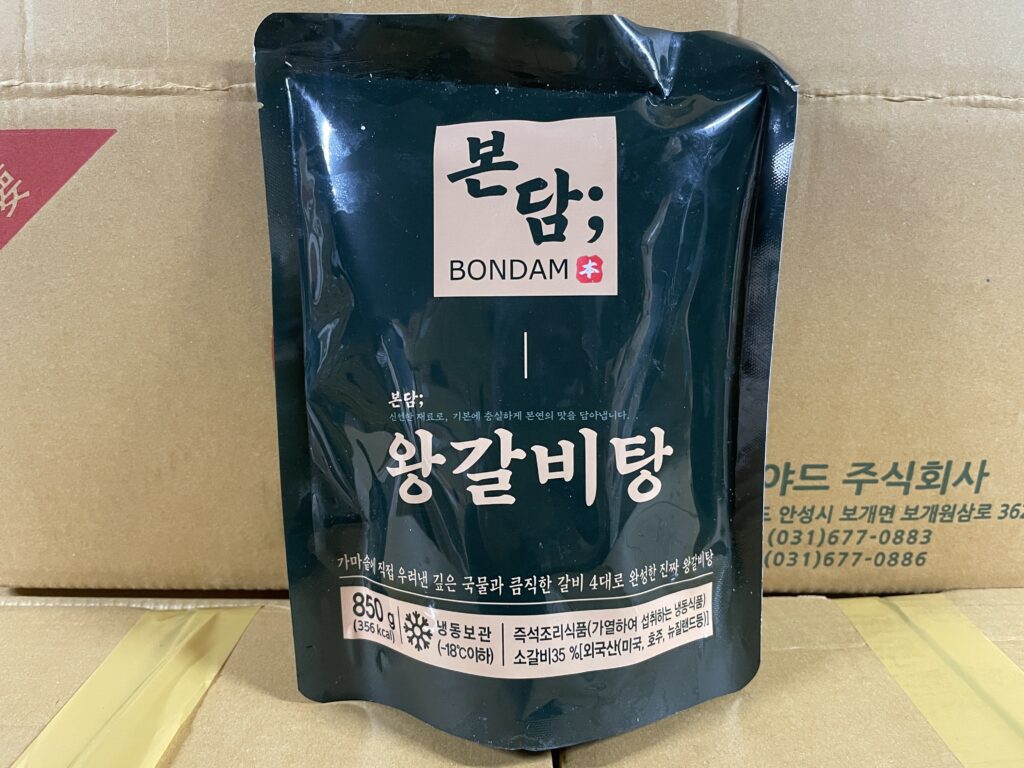 본
담;
BONDAM 本
본담;
신선한 재료로, 기본에 충실하게 본연의 맛을 담아냅니다...
왕갈비탕
가마솥에 직접 우려낸 깊은 국물과 큼직한 갈비 4대로 완성한 진짜 왕갈비탕
850 g
(356 kcal)
냉동보관
(-18℃이하)
즉석조리식품(가열하여 섭취하는 냉동식품)
소갈비35 %[외국산(미국, 호주, 뉴질랜드등)]
야드 주식회사
안성시 보개면 보개원삼로 362
(031)677-0883
(031)677-0886